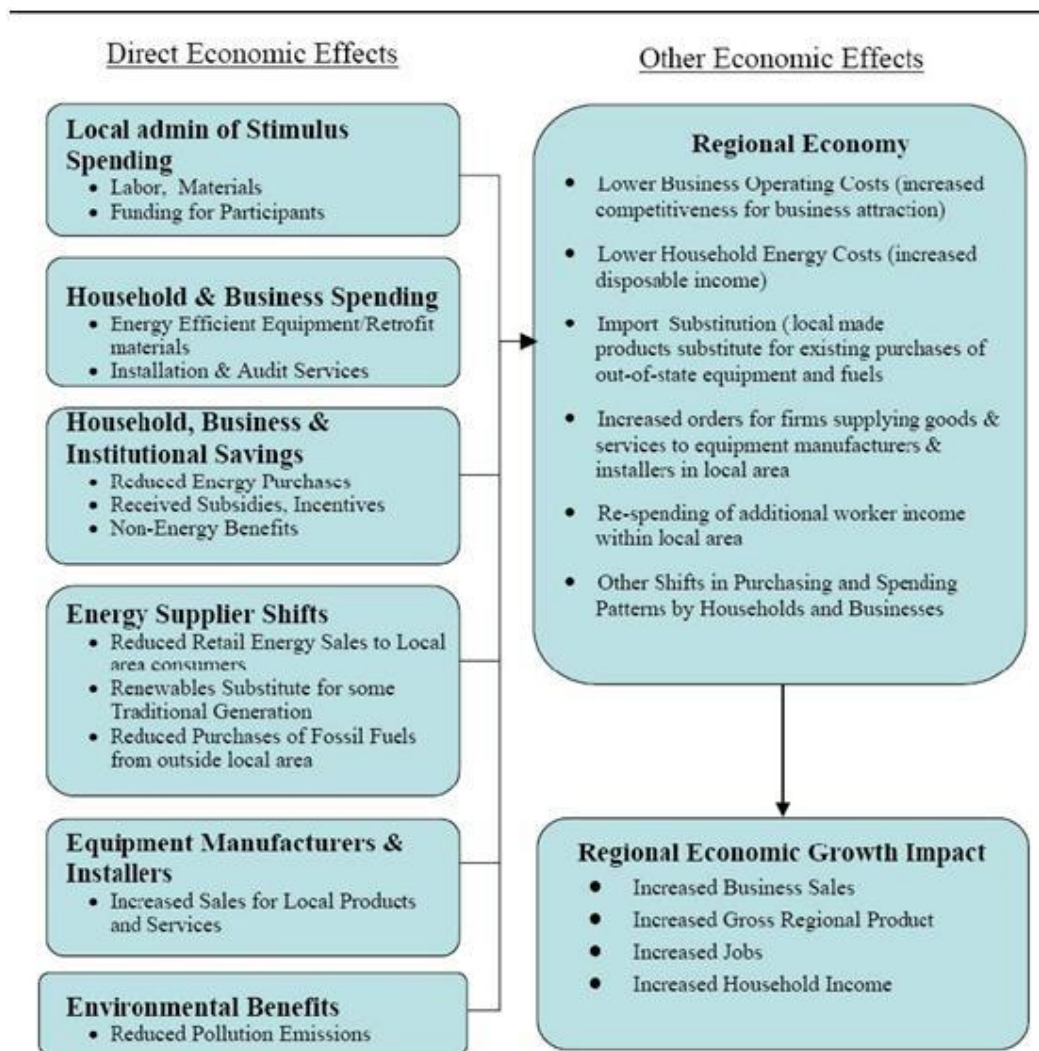 Direct Economic Effects
Local admin of Stimulus
Spending
• Labor, Materials
• Funding for Participants
Household & Business Spending
• Energy Efficient Equipment/Retrofit
materials
• Installation & Audit Services
Household, Business &
Institutional Savings
• Reduced Energy Purchases
• Received Subsidies, Incentives
• Non-Energy Benefits
Energy Supplier Shifts
• Reduced Retail Energy Sales to Local
area consumers
• Renewables Substitute for some
Traditional Generation
• Reduced Purchases of Fossil Fuels
from outside local area
Equipment Manufacturers &
Installers
• Increased Sales for Local Products
and Services
Environmental Benefits
• Reduced Pollution Emissions
Other Economic Effects
Regional Economy
• Lower Business Operating Costs (increased
competitiveness for business attraction)
• Lower Household Energy Costs (increased
disposable income)
• Import Substitution (local made
products substitute for existing purchases of
out-of-state equipment and fuels
• Increased orders for firms supplying goods &
services to equipment manufacturers &
installers in local area
• Re-spending of additional worker income
within local area
• Other Shifts in Purchasing and Spending
Patterns by Households and Businesses
Regional Economic Growth Impact
• Increased Business Sales
• Increased Gross Regional Product
• Increased Jobs
• Increased Household Income